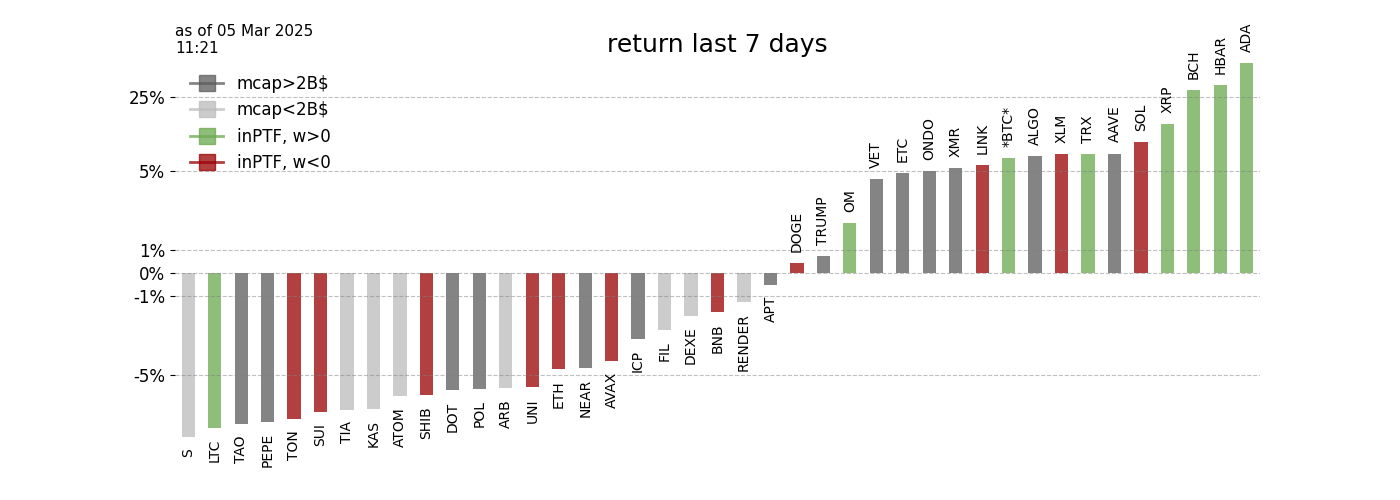 as of 05 Mar 2025
11:21
return last 7 days
mcap>2B$
mcap<2B$
inPTF, w>0
inPTF, w<0
25%
5%
1%
0%
-1%
-5%
S
LTC
TAO
PEPE
TON
SUI
TIA
KAS
ATOM
SHIB
DOT
POL
ARB
UNI
ETH
NEAR
AVAX
ICP
FIL
DEXE
BNB
RENDER
APT
DOGE
TRUMP
OM
VET
ETC
ONDO
XMR
LINK
*BTC*
ALGO
XLM
TRX
AAVE
SOL
XRP
BCH
HBAR
ADA